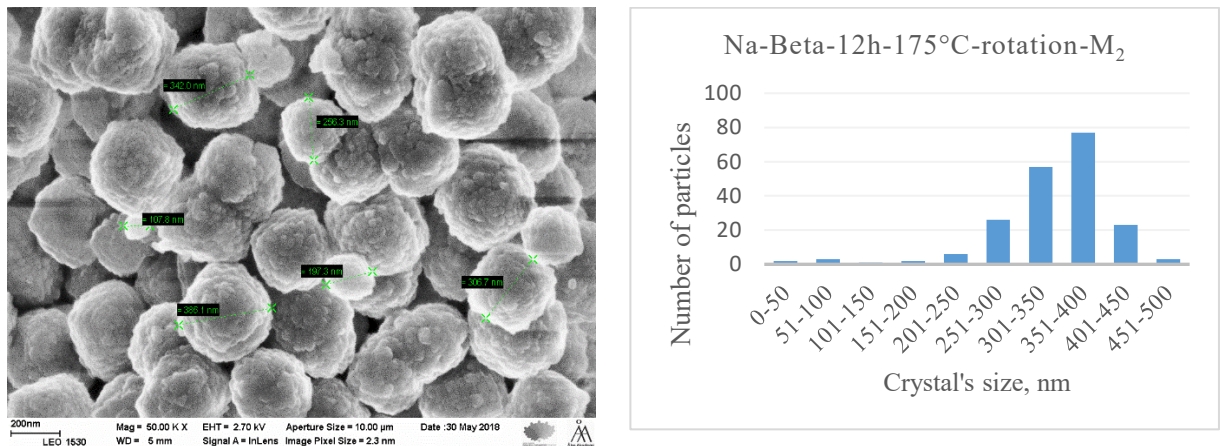 = 342.0 nm
= 256.3 nm
= 107.8 nm
= 197.3 nm
= 306.7 nm
= 385.1 nm
200nm
LEO 1530
Mag = 50.00 K X
WD = 5 mm
EHT = 2.70 kV
Signal A = InLens
Aperture Size = 10.00 µm
Image Pixel Size = 2.3 nm
Date :30 May 2018
Na-Beta-12h-175°C-rotation-M₂
Number of particles
100
80
60
40
20
0
0-50
51-100
101-150
151-200
201-250
251-300
301-350
351-400
401-450
451-500
Crystal's size, nm